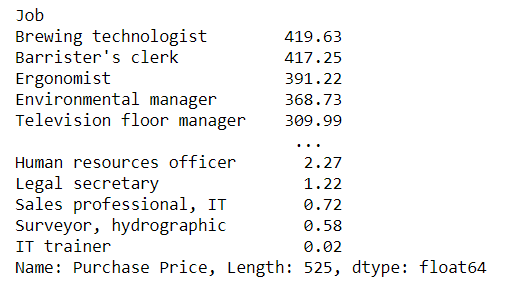 Job
Brewing technologist 419.63
Barrister's clerk 417.25
Ergonomist 391.22
Environmental manager 368.73
Television floor manager 309.99
...
Human resources officer 2.27
Legal secretary 1.22
Sales professional, IT 0.72
Surveyor, hydrographic 0.58
IT trainer 0.02
Name: Purchase Price, Length: 525, dtype: float64